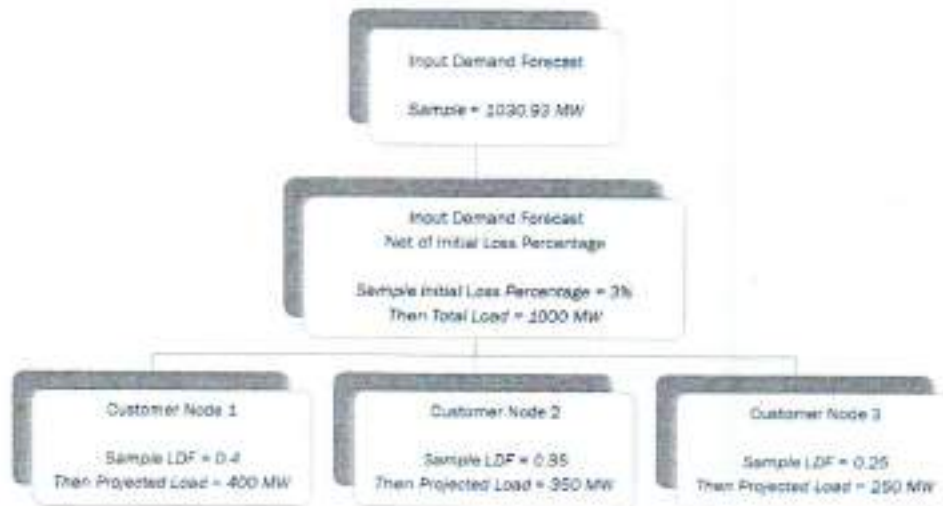 Input Demand Forecast
Sample = 1030.93 MW
Input Demand Forecast
Net of Initial Loss Percentage
Sample Initial Loss Percentage = 3%
Then Total Load = 1000 MW
Customer Node 1
Sample LDF = 0.4
Then Projected Load = 400 MW
Customer Node 2
Sample LDF = 0.35
Then Projected Load = 350 MW
Customer Node 3
Sample LDF = 0.25
Then Projected Load = 250 MW